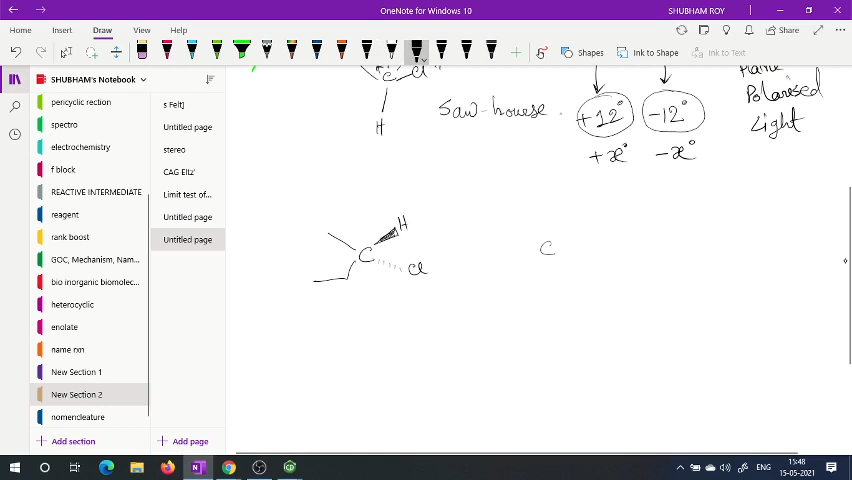 OneNote for Windows 10
SHUBHAM ROY
Home Insert Draw View Help
Share
Shapes Ink to Shape Ink to Text
SHUBHAM's Notebook
pericyclic rection
spectro
electrochemistry
f block
REACTIVE INTERMEDIATE
reagent
rank boost
GOC, Mechanism, Nam...
bio inorganic biomolec...
heterocyclic
enolate
name rxn
New Section 1
New Section 2
nomencleature
Add section
s Felt]
Untitled page
stereo
CAG Ellz'
Limit test of...
Untitled page
Untitled page
Add page
C Cl
H
Saw-house
+12° -12°
+x° -x°
Plane
Polarised
Light
H
C
Cl
C
ENG
15:48
15-05-2021